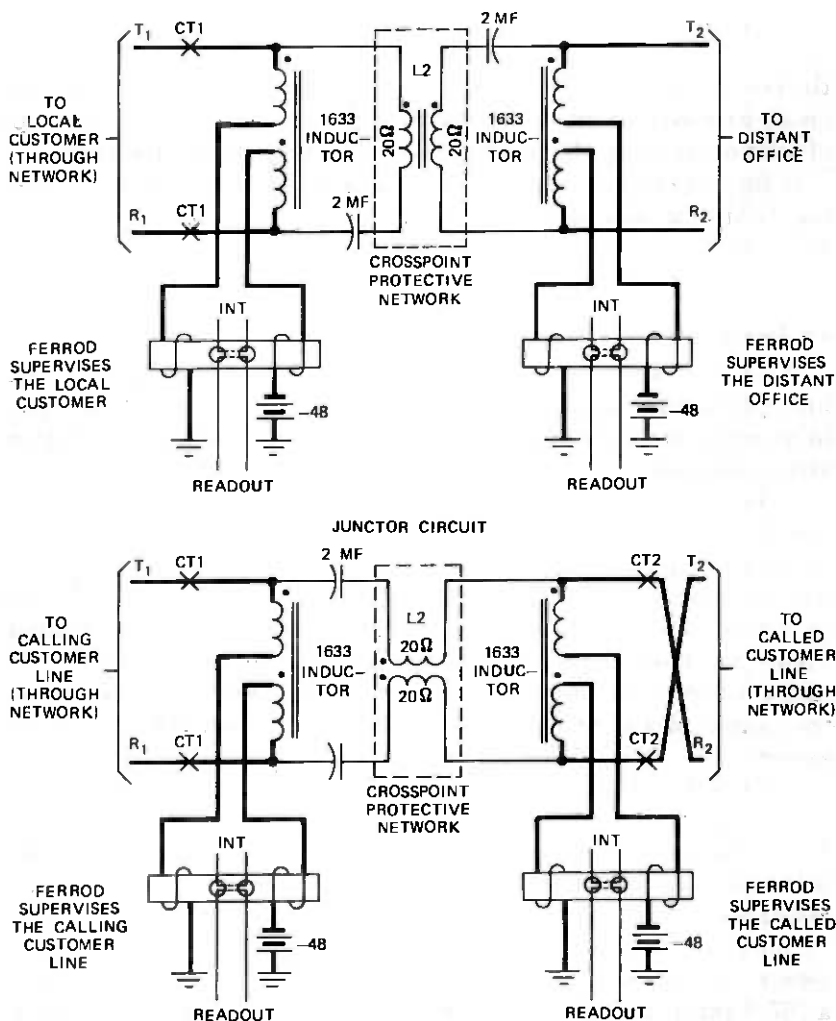 T1 CT1
2 MF
T2
L2
TO
LOCAL
CUSTOMER
(THROUGH
NETWORK)
1633
INDUC-
TOR
20Ω
20Ω
1633
INDUC-
TOR
TO
DISTANT
OFFICE
R1 CT1
2 MF
R2
CROSSPOINT
PROTECTIVE
NETWORK
INT
INT
FERROD
SUPERVISES
THE LOCAL
CUSTOMER
–48
FERROD
SUPERVISES
THE DISTANT
OFFICE
–48
READOUT
READOUT
JUNCTOR CIRCUIT
T1 CT1
2 MF
CT2 T2
L2
TO
CALLING
CUSTOMER
LINE
(THROUGH
NETWORK)
1633
INDUC-
TOR
20Ω
20Ω
1633
INDUC-
TOR
TO
CALLED
CUSTOMER
LINE
(THROUGH
NETWORK)
R1 CT1
CT2 R2
CROSSPOINT
PROTECTIVE
NETWORK
INT
INT
FERROD
SUPERVISES
THE CALLING
CUSTOMER
LINE
–48
FERROD
SUPERVISES
THE CALLED
CUSTOMER
LINE
–48
READOUT
READOUT